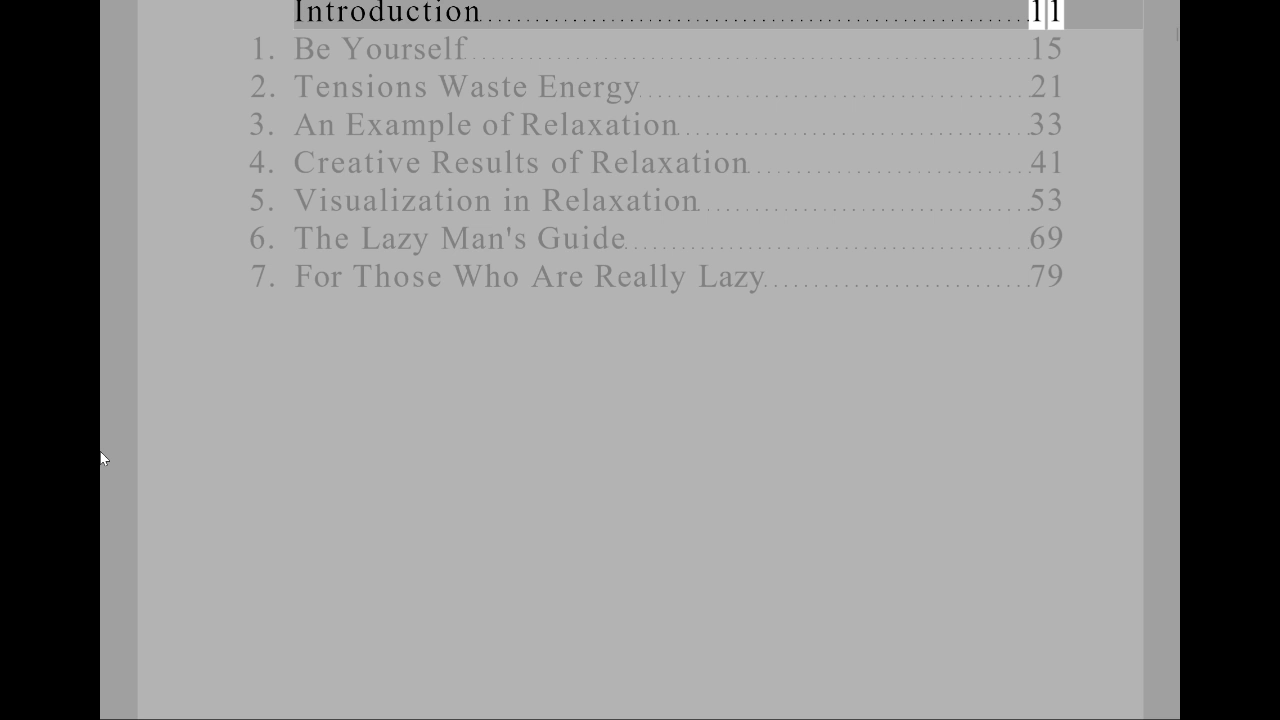 Introduction 11
1. Be Yourself 15
2. Tensions Waste Energy 21
3. An Example of Relaxation 33
4. Creative Results of Relaxation 41
5. Visualization in Relaxation 53
6. The Lazy Man's Guide 69
7. For Those Who Are Really Lazy 79